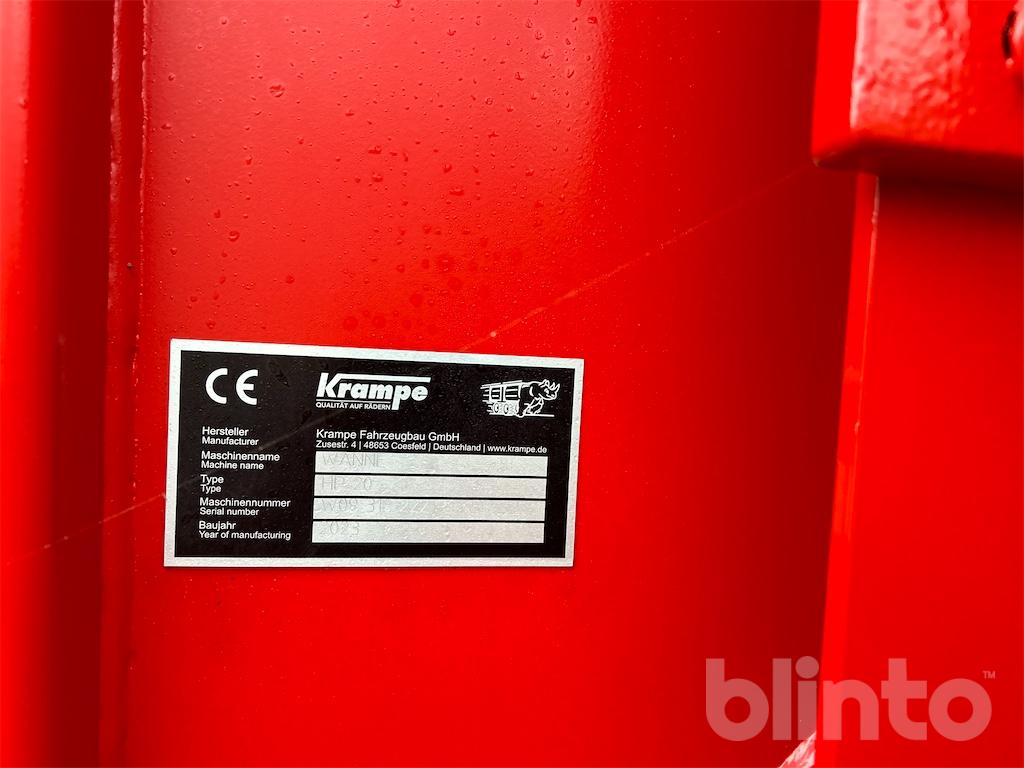 CE
Krampe
QUALITÄT AUF RÄDERN
Hersteller
Manufacturer
Krampe Fahrzeugbau GmbH
Zusestr. 4 | 48653 Coesfeld | Deutschland | www.krampe.de
Maschinenname
Machine name
WANNE
Type
Type
HP 20
Maschinennummer
Serial number
Baujahr
Year of manufacturing
2023
blinto™